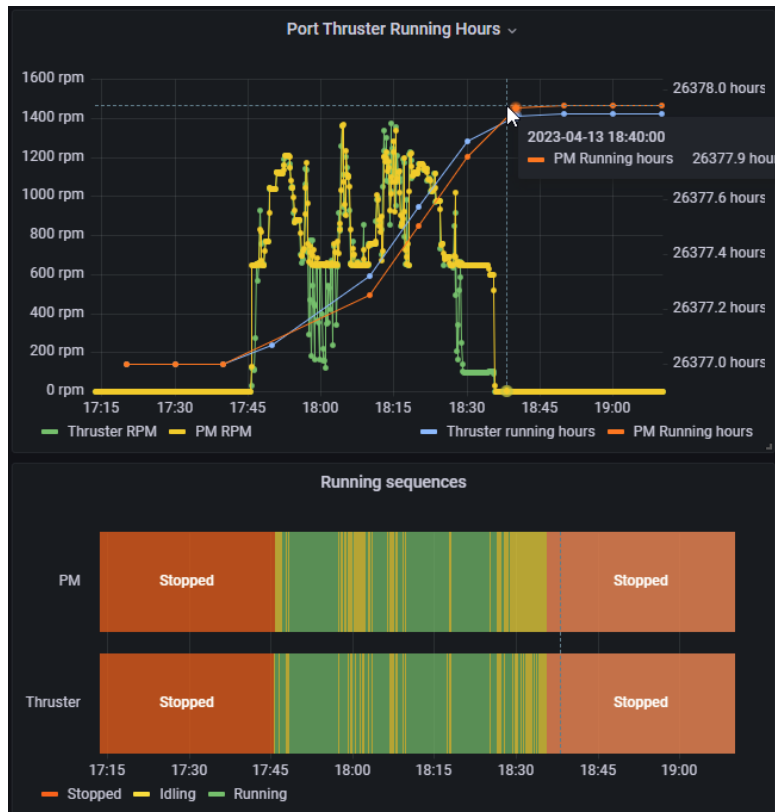 Port Thruster Running Hours
1600 rpm
1400 rpm
1200 rpm
1000 rpm
800 rpm
600 rpm
400 rpm
200 rpm
0 rpm
26378.0 hours
2023-04-13 18:40:00
PM Running hours 26377.9 hou
26377.6 hours
26377.4 hours
26377.2 hours
26377.0 hours
17:15 17:30 17:45 18:00 18:15 18:30 18:45 19:00
Thruster RPM PM RPM Thruster running hours PM Running hours
Running sequences
PM Stopped Stopped
Thruster Stopped Stopped
17:15 17:30 17:45 18:00 18:15 18:30 18:45 19:00
Stopped Idling Running